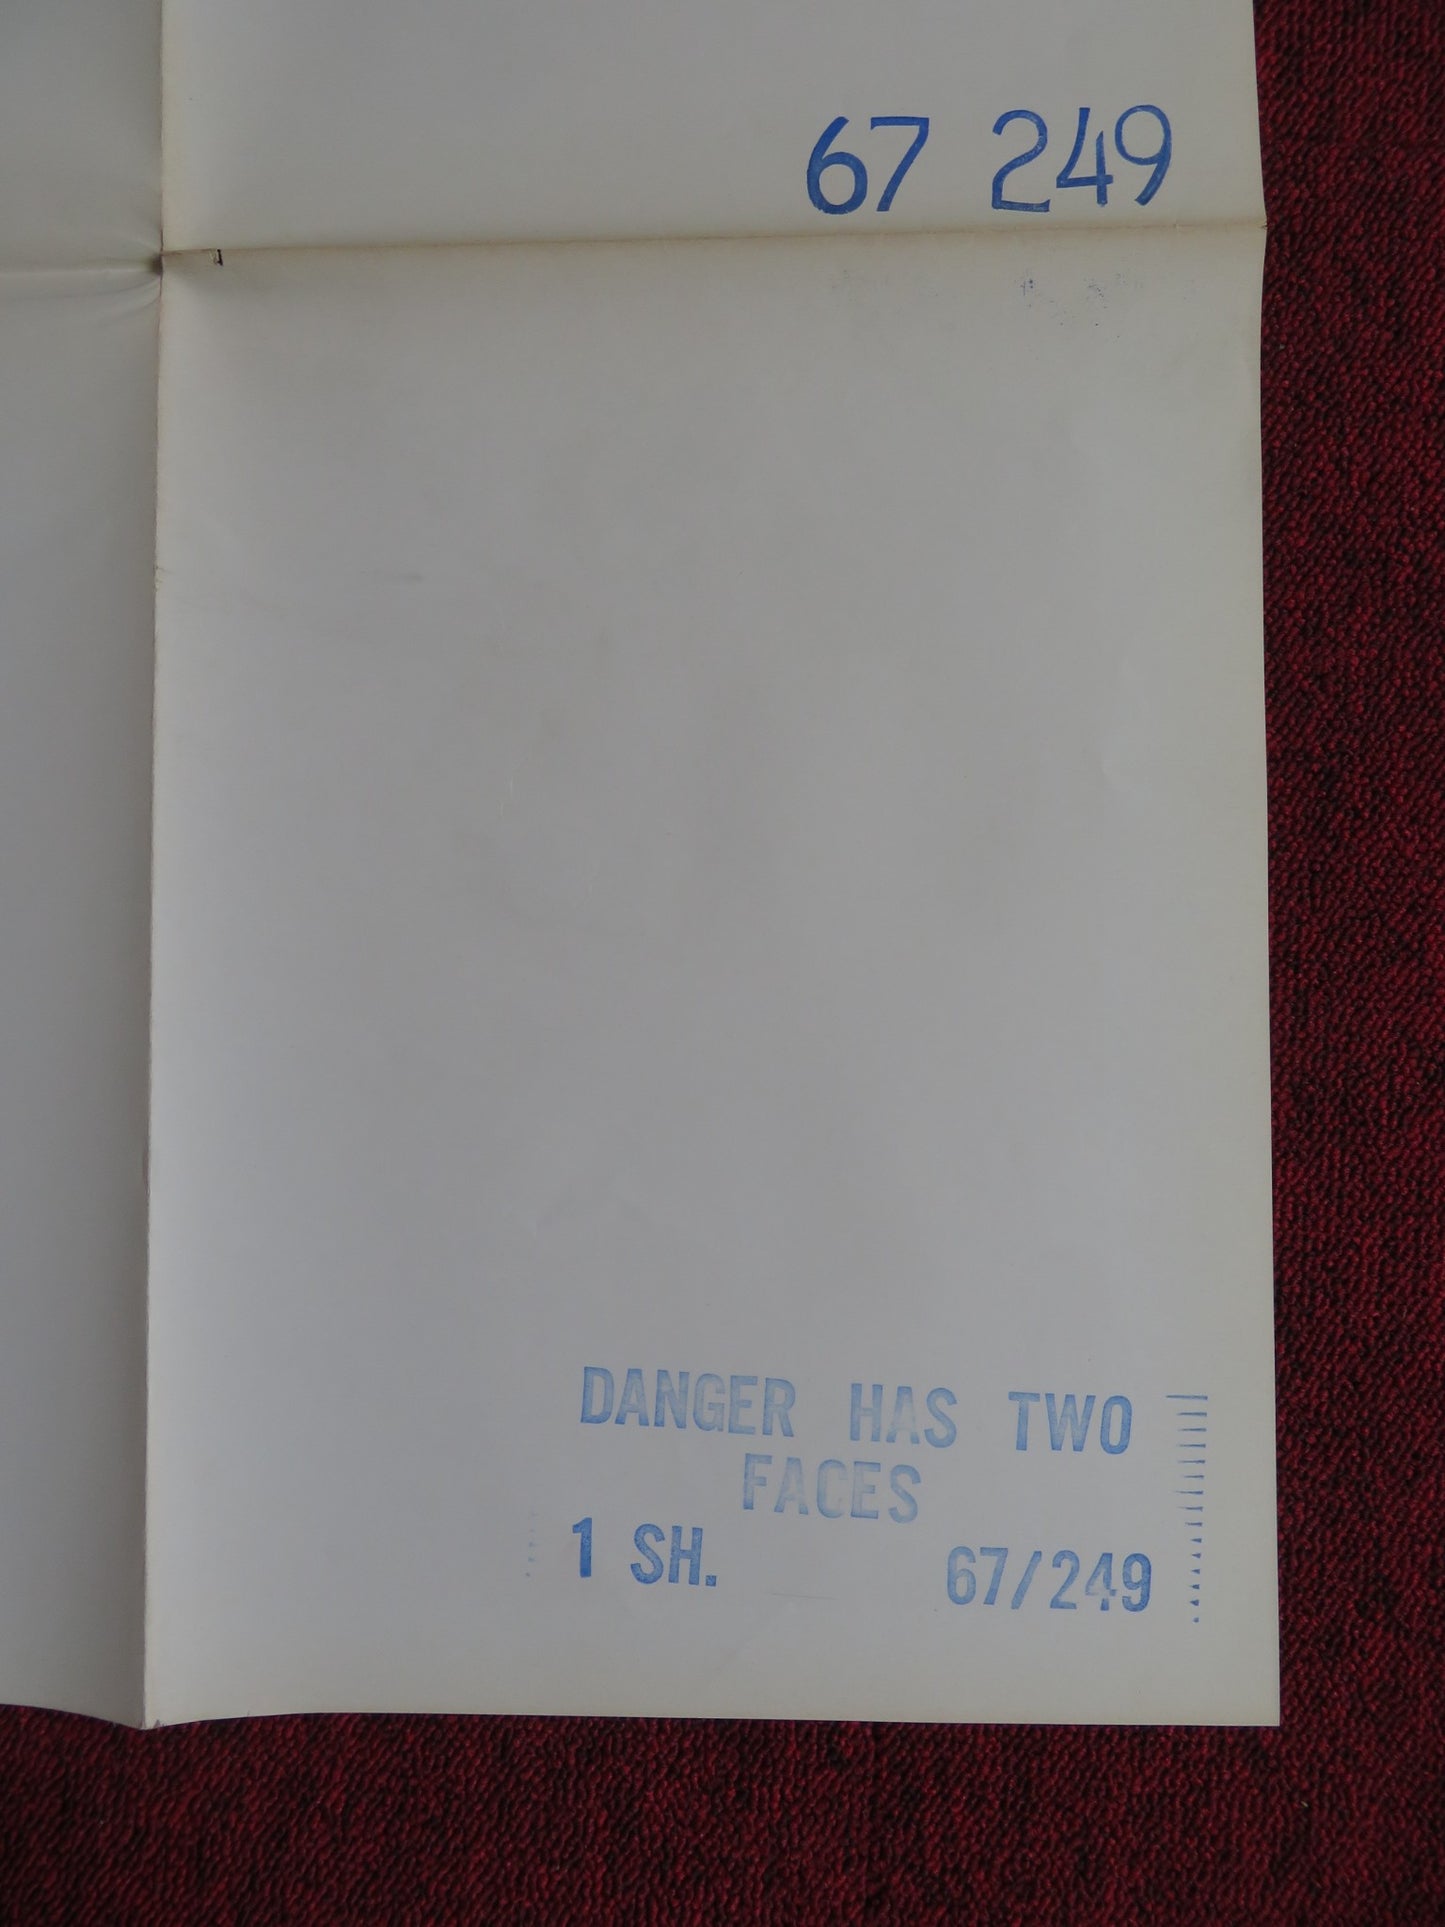 67 249
DANGER HAS TWO
FACES
1 SH. 67/249